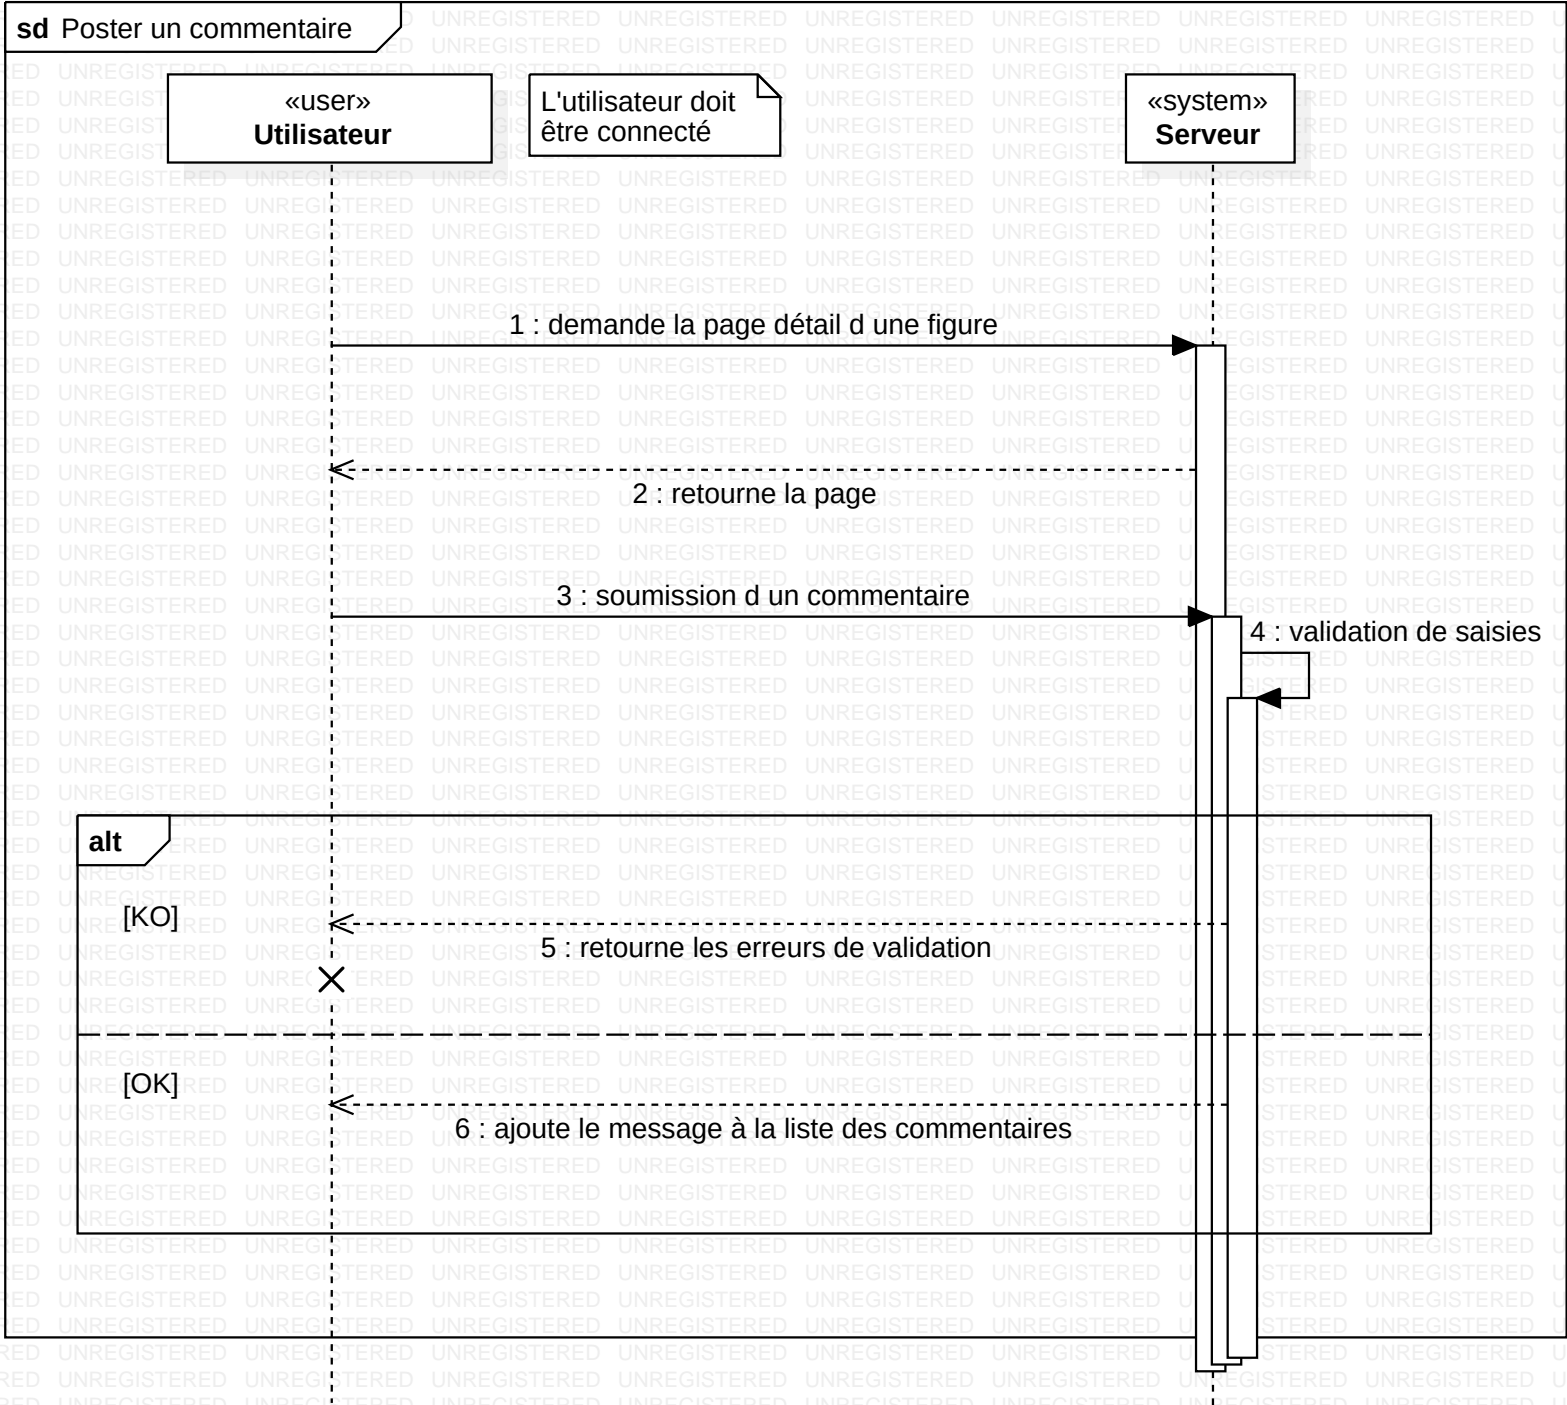 sd Poster un commentaire
«user»
Utilisateur
L'utilisateur doit
être connecté
«system»
Serveur
1 : demande la page détail d une figure
2 : retourne la page
3 : soumission d un commentaire
4 : validation de saisies
alt
[KO]
5 : retourne les erreurs de validation
[OK]
6 : ajoute le message à la liste des commentaires
UNREGISTERED